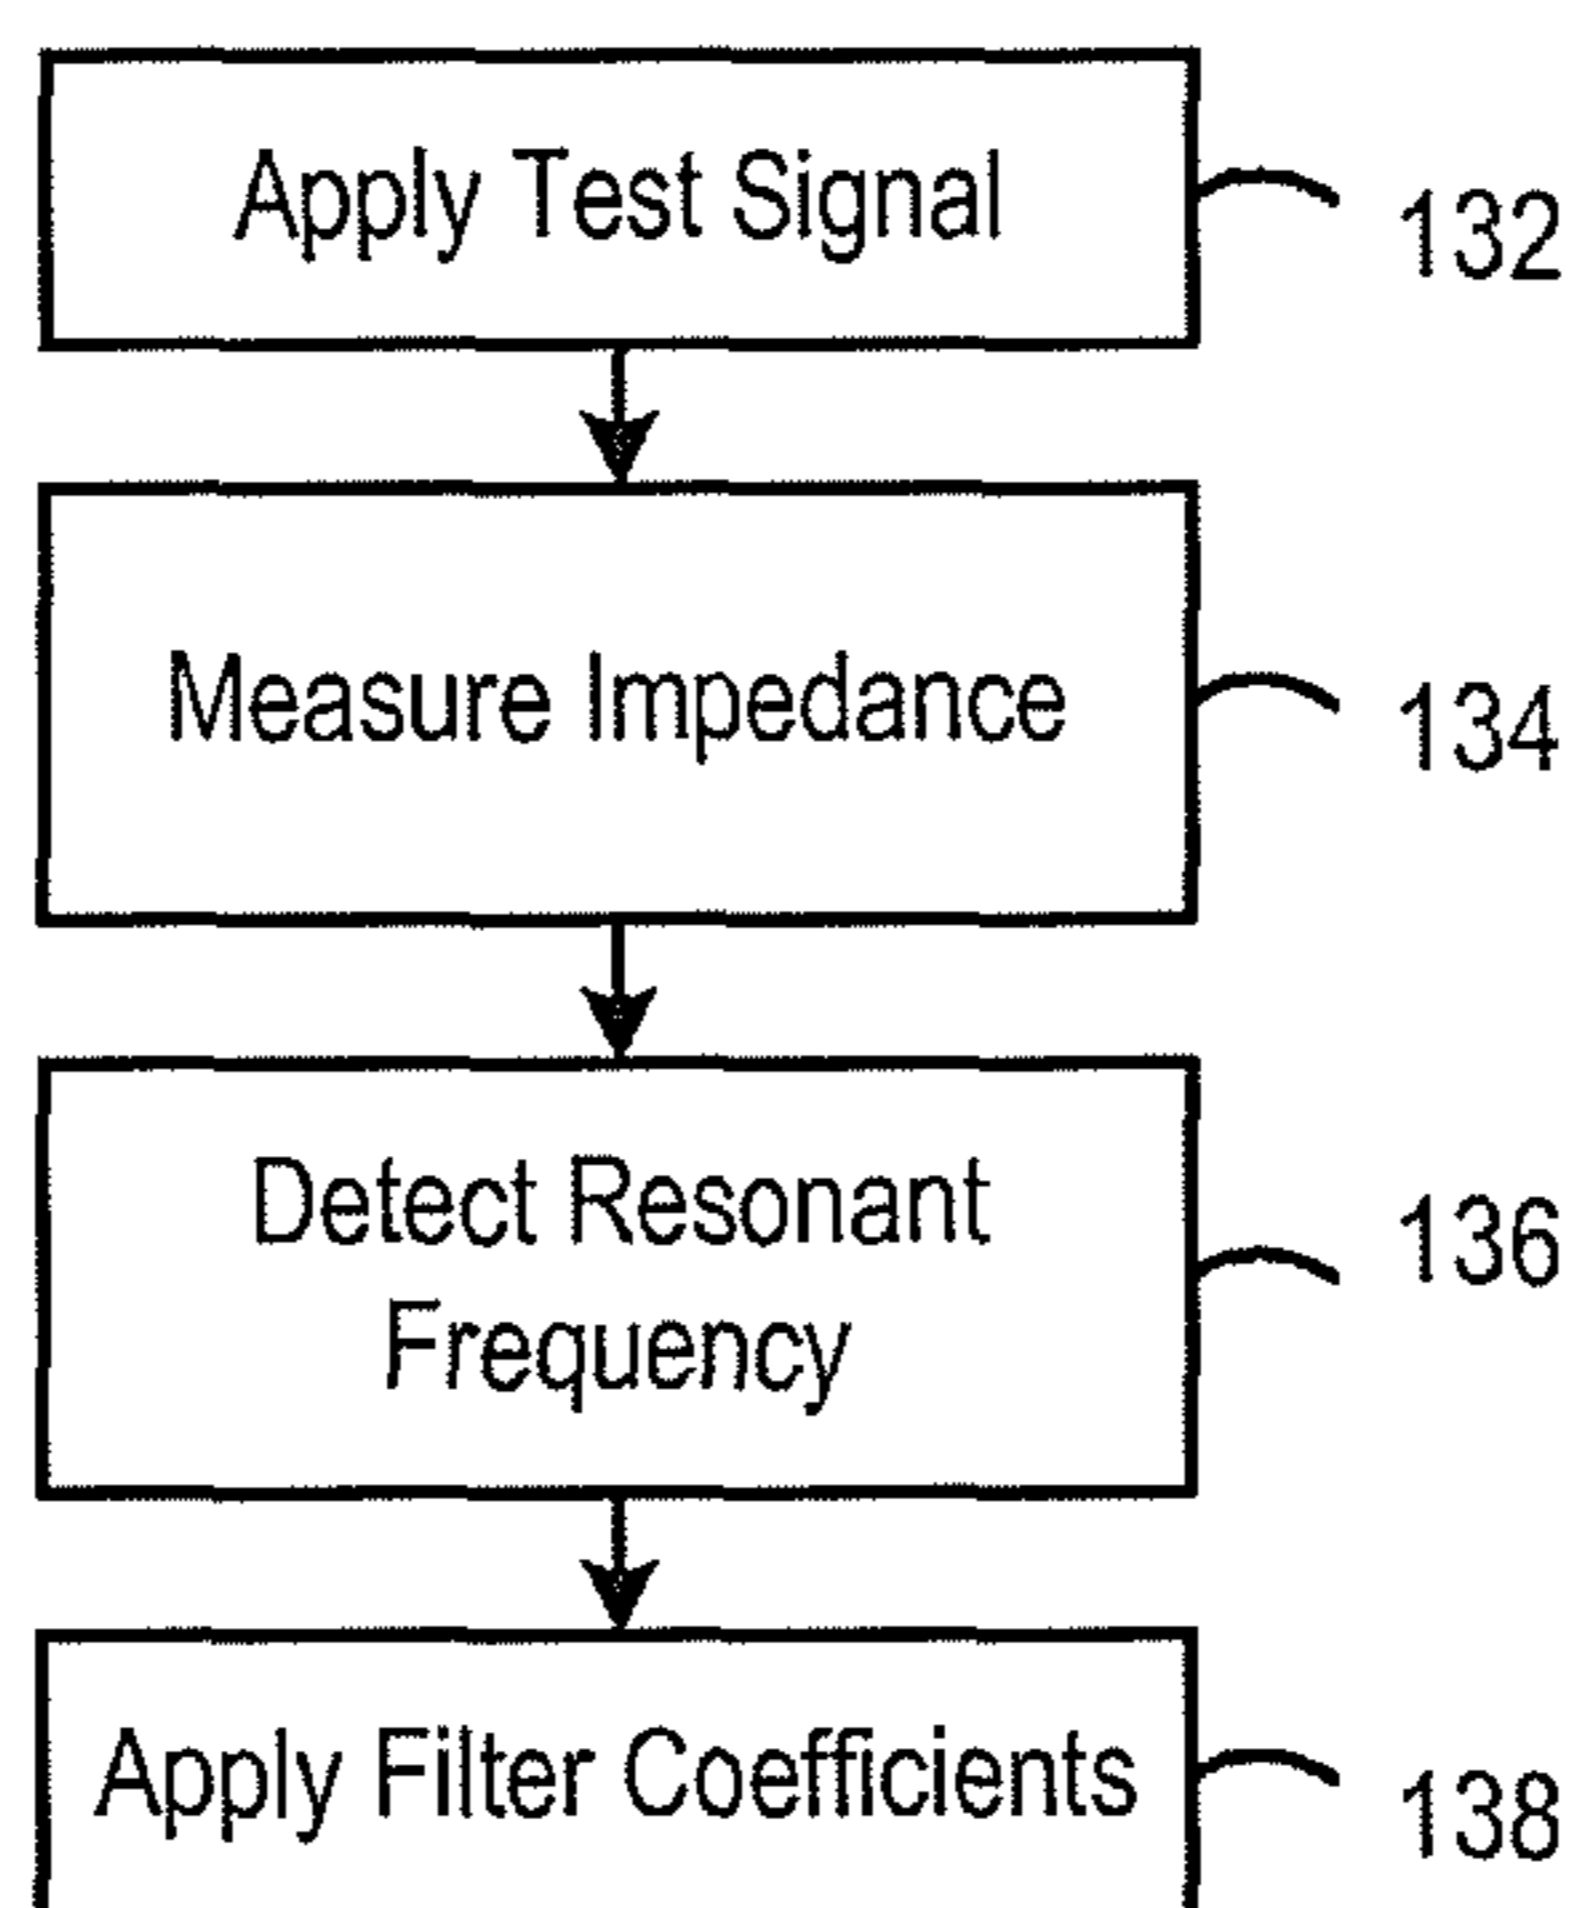 Apply Test Signal
132
Measure Impedance
134
Detect Resonant
Frequency
136
Apply Filter Coefficients
138